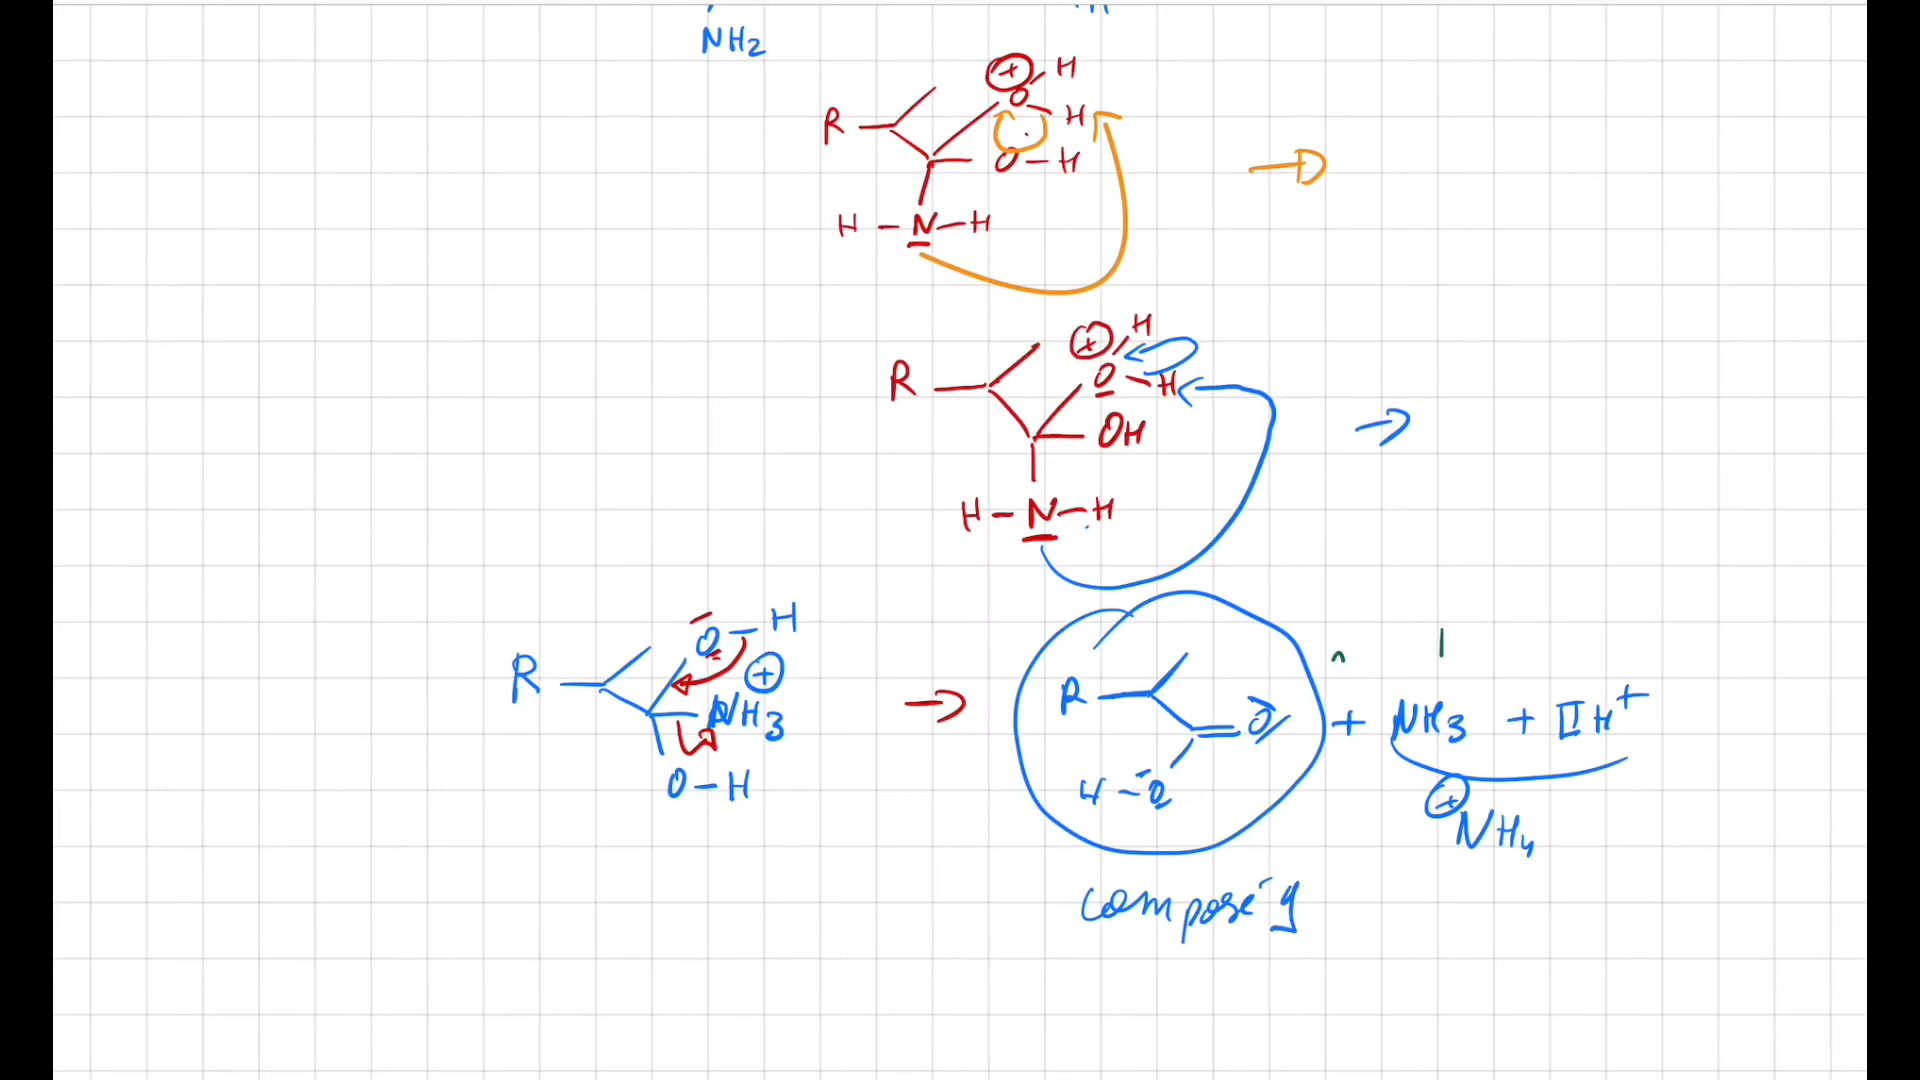 NH2
⊕ H
O
R H
O-H
H-N-H
⊕ H
R O-H
OH
H-N-H
O-H
R ⊕
NH3
O-H
R O + NH3 + H+
H-O
⊕
NH4
composé g